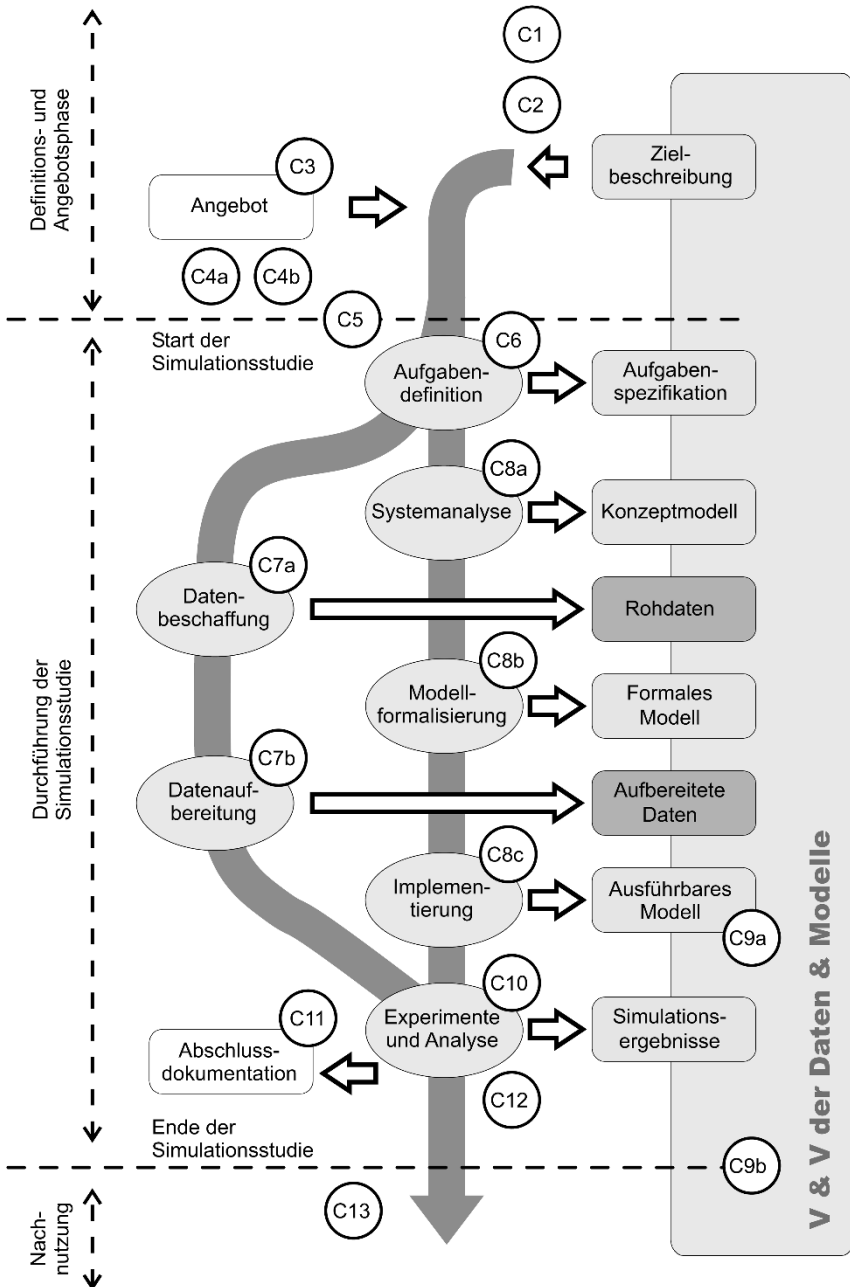 C1
C2
Definitions- und
Angebotsphase
C3
Angebot
Ziel-
beschreibung
C4a
C4b
C5
Start der
Simulationsstudie
C6
Aufgaben-
definition
Aufgaben-
spezifikation
C8a
Systemanalyse
Konzeptmodell
C7a
Daten-
beschaffung
Rohdaten
C8b
Modell-
formalisierung
Formales
Modell
Durchführung der
Simulationsstudie
C7b
Datenauf-
bereitung
Aufbereitete
Daten
C8c
Implemen-
tierung
Ausführbares
Modell
C9a
C10
Experimente
und Analyse
Simulations-
ergebnisse
C11
Abschluss-
dokumentation
C12
Ende der
Simulationsstudie
C9b
C13
Nach-
nutzung
V & V der Daten & Modelle